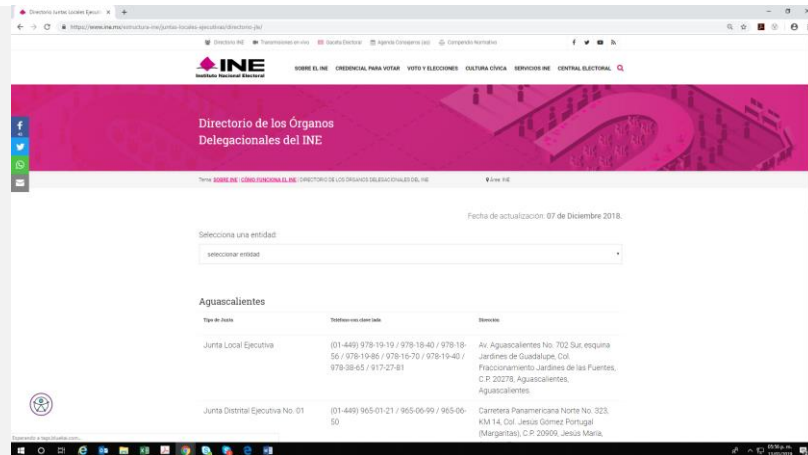 Directorio Juntas Locales Ejecuti
https://www.ine.mx/estructura-ine/juntas-locales-ejecutivas/directorio-jle/
Directorio INE Transmisiones en vivo Gaceta Electoral Agenda Consejeros (as) Compendio Normativo
INE
Instituto Nacional Electoral
SOBRE EL INE CREDENCIAL PARA VOTAR VOTO Y ELECCIONES CULTURA CÍVICA SERVICIOS INE CENTRAL ELECTORAL
Directorio de los Órganos
Delegacionales del INE
Tema: SOBRE INE | CÓMO FUNCIONA EL INE | DIRECTORIO DE LOS ÓRGANOS DELEGACIONALES DEL INE Área: INE
Fecha de actualización: 07 de Diciembre 2018.
Selecciona una entidad:
seleccionar entidad
Aguascalientes
Tipo de Junta Teléfono con clave lada Dirección
Junta Local Ejecutiva (01-449) 978-19-19 / 978-18-40 / 978-18- Av. Aguascalientes No. 702 Sur, esquina
56 / 978-19-86 / 978-16-70 / 978-19-40 / Jardines de Guadalupe, Col.
978-38-65 / 917-27-81 Fraccionamiento Jardines de las Fuentes,
C.P. 20278, Aguascalientes,
Aguascalientes.
Junta Distrital Ejecutiva No. 01 (01-449) 965-01-21 / 965-06-99 / 965-06- Carretera Panamericana Norte No. 323,
50 KM 14, Col. Jesús Gómez Portugal
(Margaritas), C.P. 20909, Jesús María,
05:50 p. m.